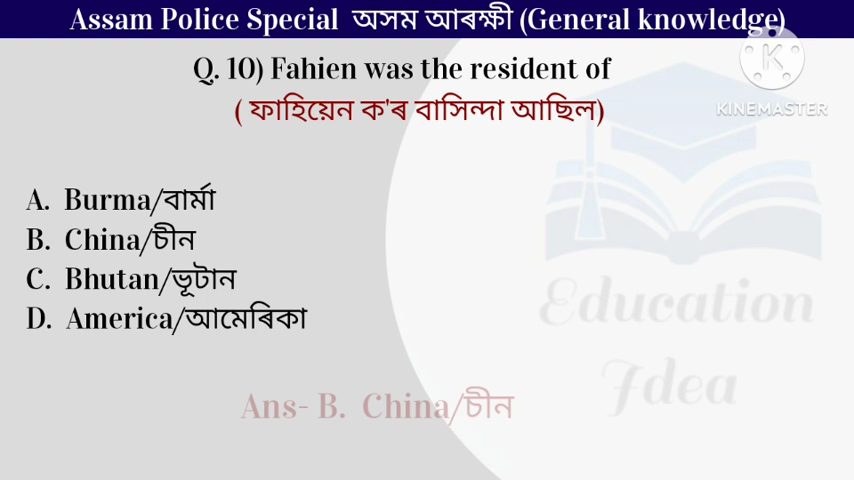 Assam Police Special অসম আৰক্ষী (General knowledge)
KINEMASTER
Q. 10) Fahien was the resident of
( ফাহিয়েন ক'ৰ বাসিন্দা আছিল)
A. Burma/বাৰ্মা
B. China/চীন
C. Bhutan/ভূটান
D. America/আমেৰিকা
Education
Idea
Ans- B. China/চীন